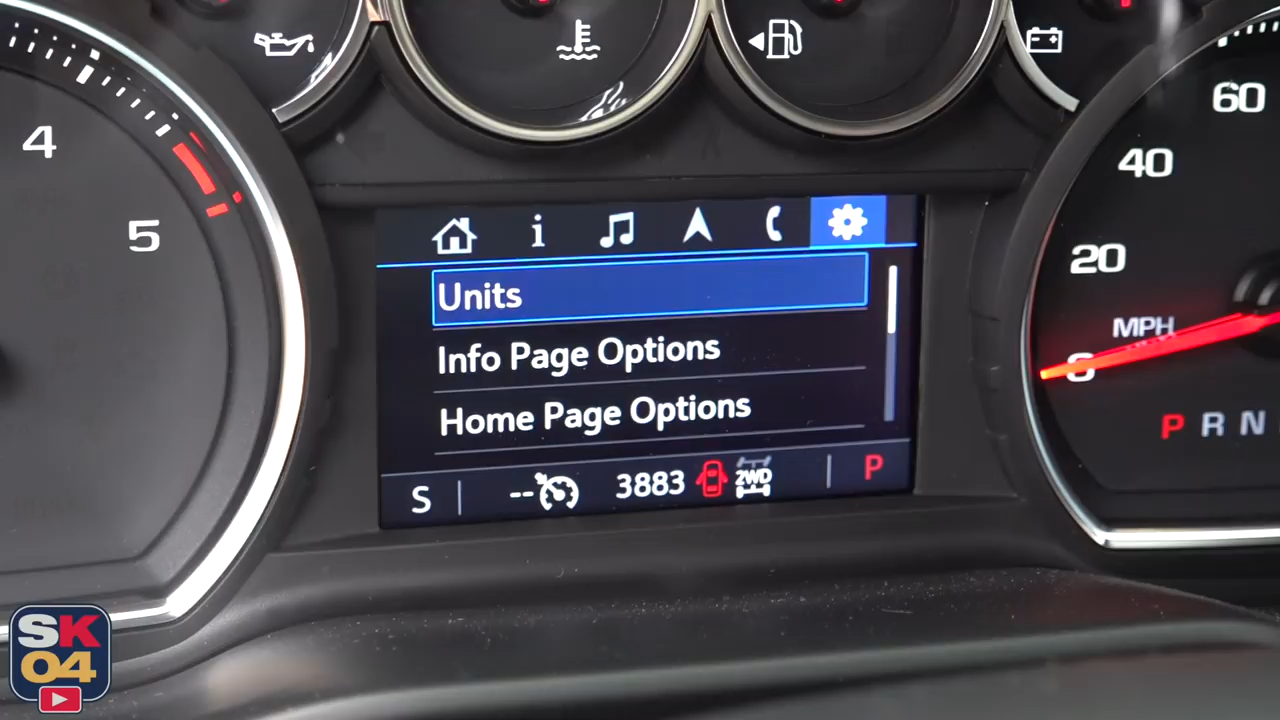 4
5
60
40
20
MPH
0
P R N
Units
Info Page Options
Home Page Options
S
--
3883
2WD
P
SK
04